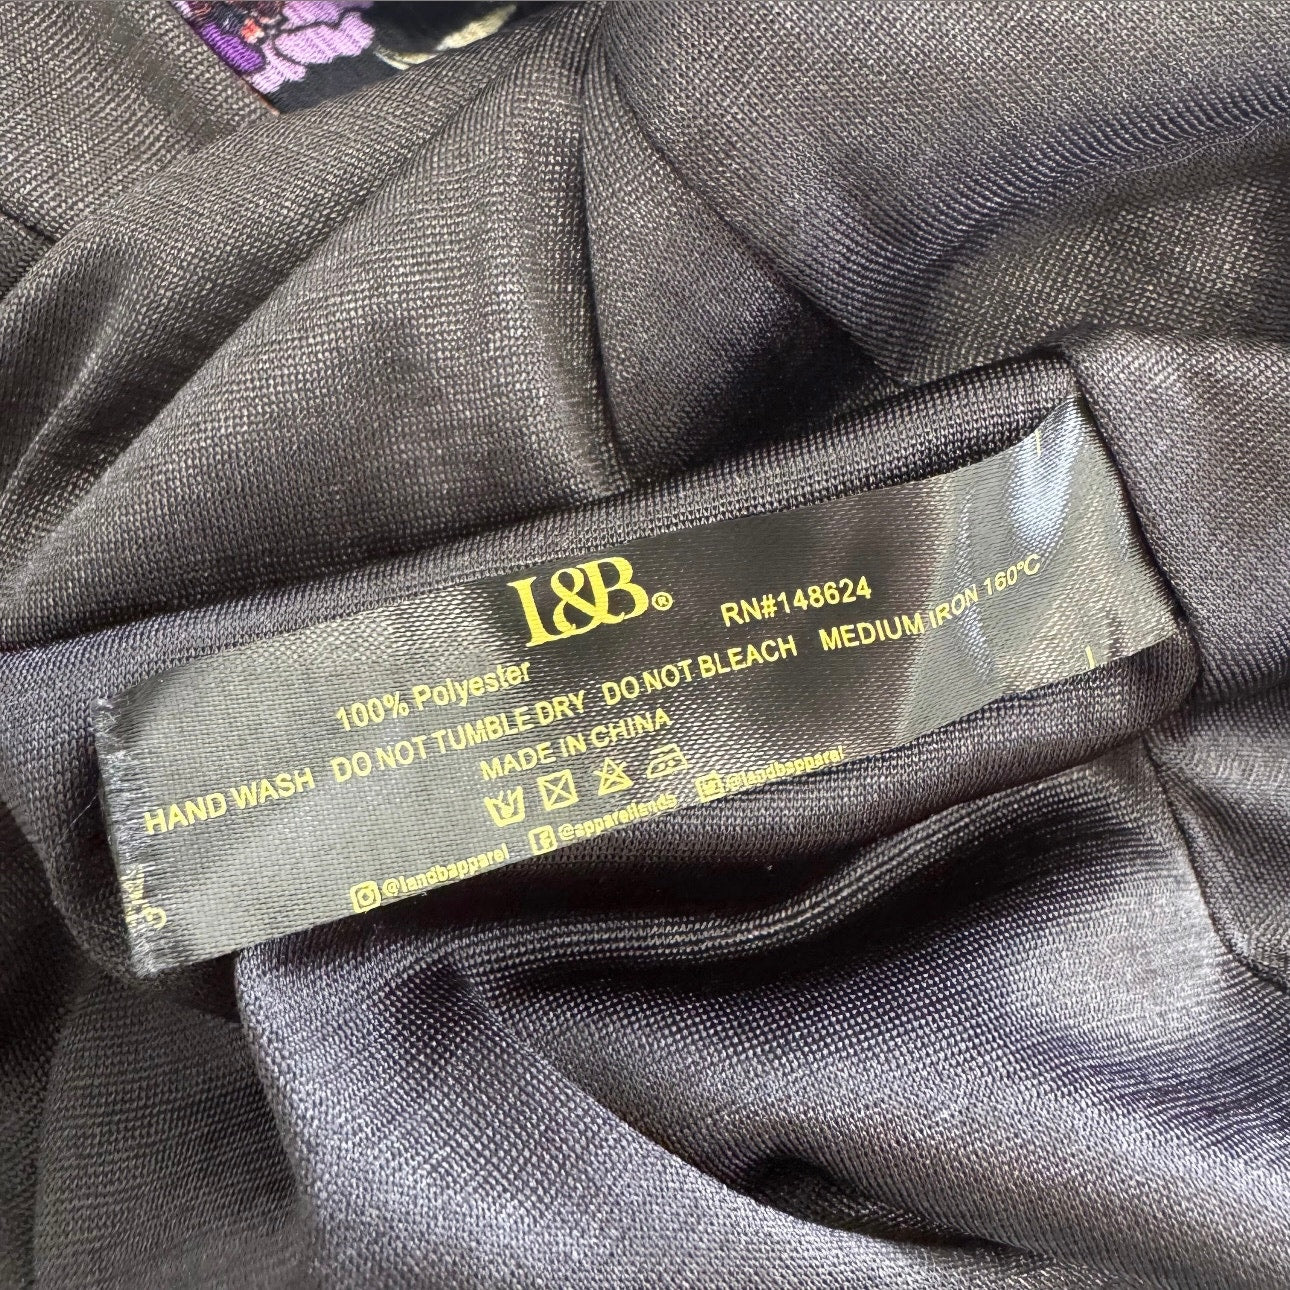 L&B®
RN#148624
100% Polyester
HAND WASH DO NOT TUMBLE DRY DO NOT BLEACH MEDIUM IRON 160°C
MADE IN CHINA
@landbapparel @apparellandb @landbapparel